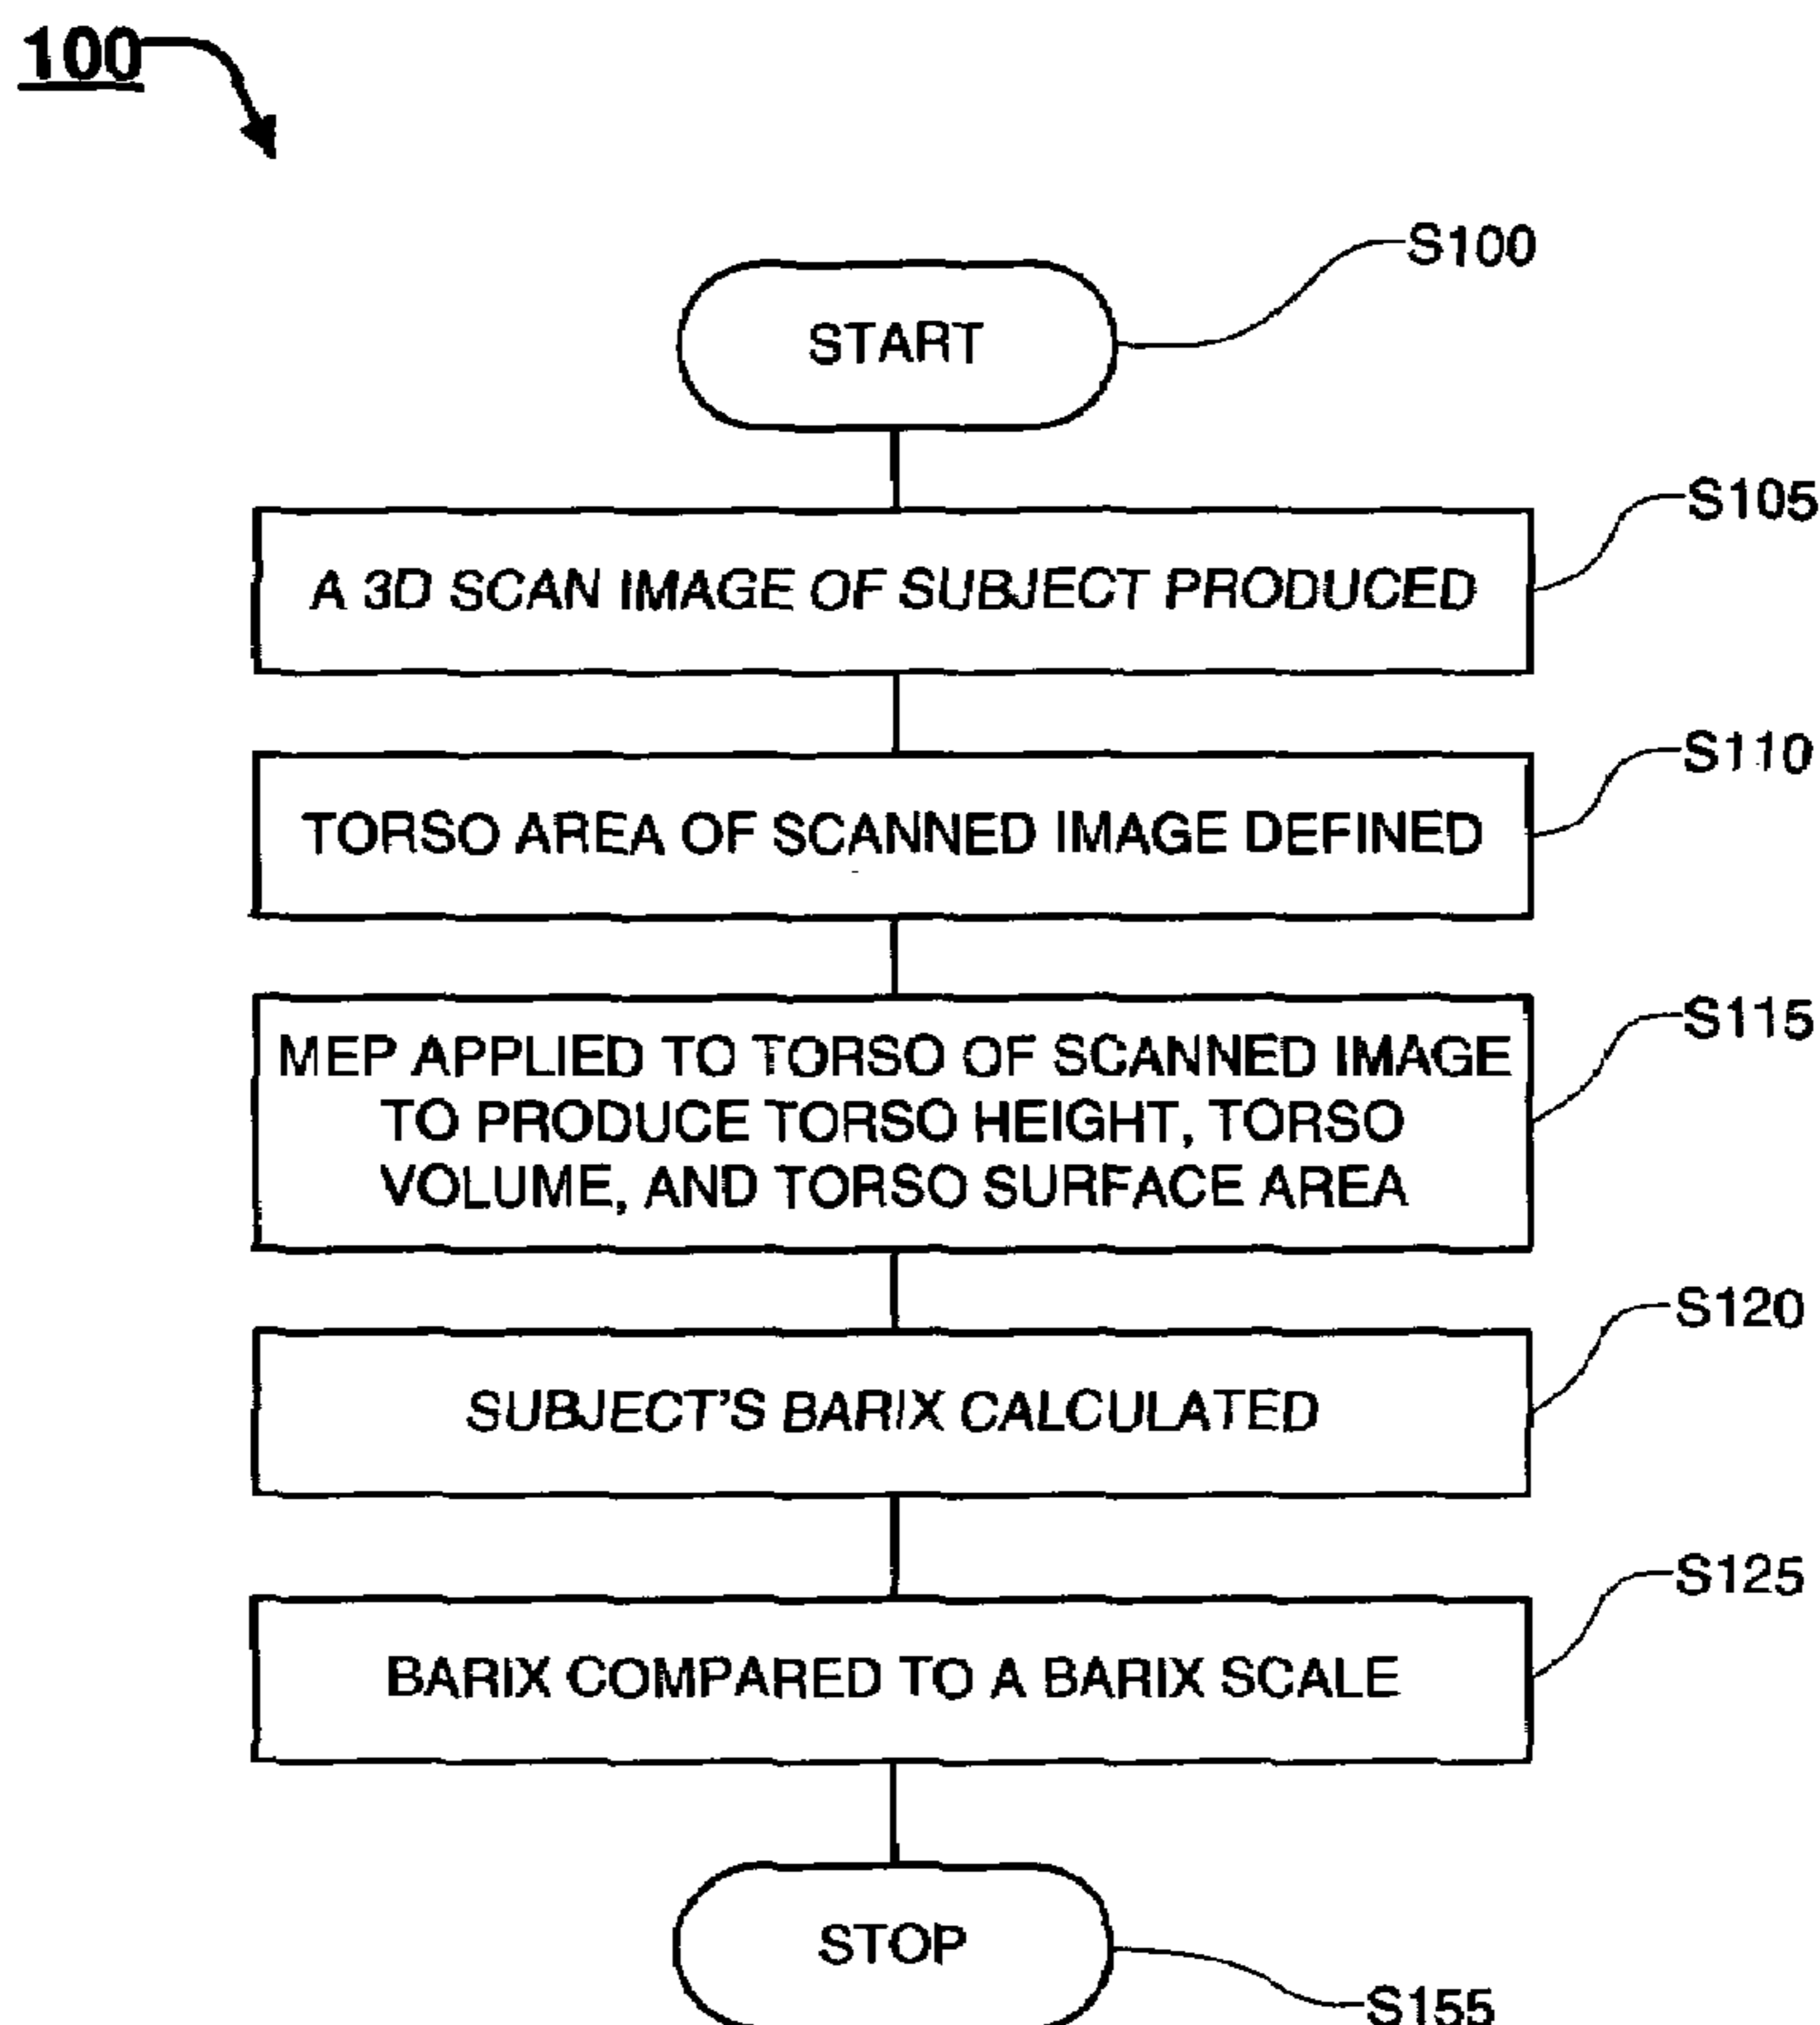 100
S100
START
S105
A 3D SCAN IMAGE OF SUBJECT PRODUCED
S110
TORSO AREA OF SCANNED IMAGE DEFINED
S115
MEP APPLIED TO TORSO OF SCANNED IMAGE
TO PRODUCE TORSO HEIGHT, TORSO
VOLUME, AND TORSO SURFACE AREA
S120
SUBJECT'S BARIX CALCULATED
S125
BARIX COMPARED TO A BARIX SCALE
STOP
S155